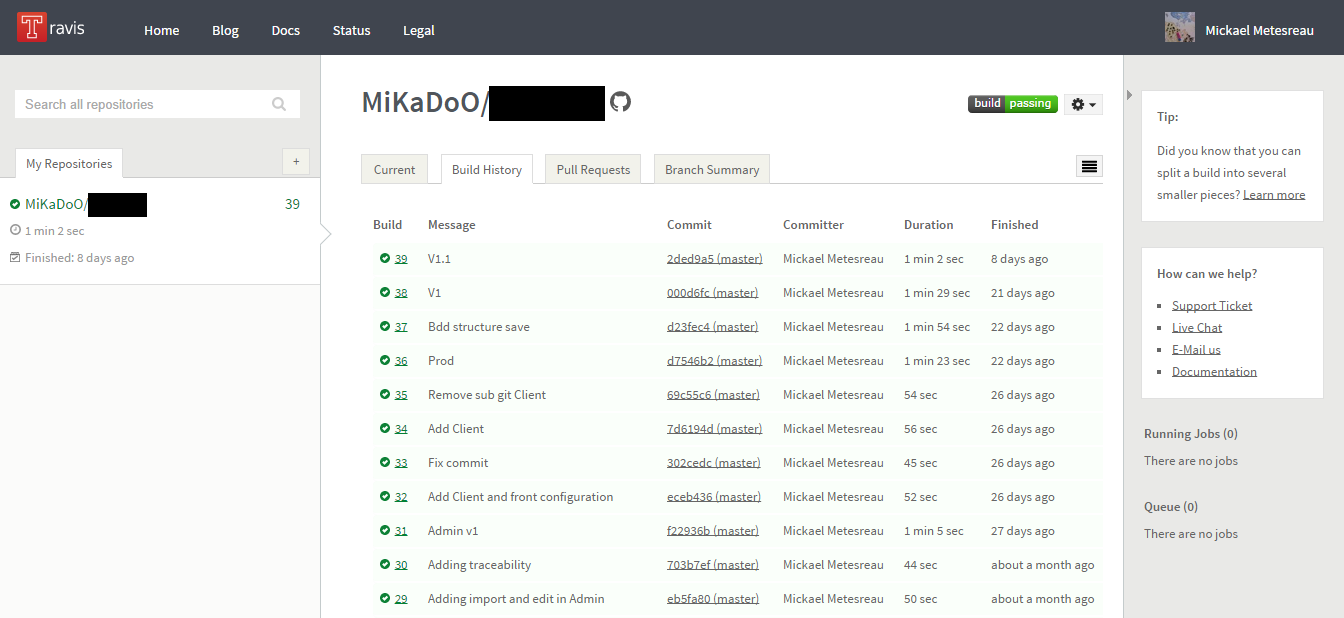 Travis Home Blog Docs Status Legal Mickael Metesreau
Search all repositories
My Repositories +
MiKaDoO/ 39
1 min 2 sec
Finished: 8 days ago
MiKaDoO/ build passing
Current Build History Pull Requests Branch Summary
Build Message Commit Committer Duration Finished
39 V1.1 2ded9a5 (master) Mickael Metesreau 1 min 2 sec 8 days ago
38 V1 000d6fc (master) Mickael Metesreau 1 min 29 sec 21 days ago
37 Bdd structure save d23fec4 (master) Mickael Metesreau 1 min 54 sec 22 days ago
36 Prod d7546b2 (master) Mickael Metesreau 1 min 23 sec 22 days ago
35 Remove sub git Client 69c55c6 (master) Mickael Metesreau 54 sec 26 days ago
34 Add Client 7d6194d (master) Mickael Metesreau 56 sec 26 days ago
33 Fix commit 302cedc (master) Mickael Metesreau 45 sec 26 days ago
32 Add Client and front configuration eceb436 (master) Mickael Metesreau 52 sec 26 days ago
31 Admin v1 f22936b (master) Mickael Metesreau 1 min 5 sec 27 days ago
30 Adding traceability 703b7ef (master) Mickael Metesreau 44 sec about a month ago
29 Adding import and edit in Admin eb5fa80 (master) Mickael Metesreau 50 sec about a month ago
Tip:
Did you know that you can
split a build into several
smaller pieces? Learn more
How can we help?
Support Ticket
Live Chat
E-Mail us
Documentation
Running Jobs (0)
There are no jobs
Queue (0)
There are no jobs